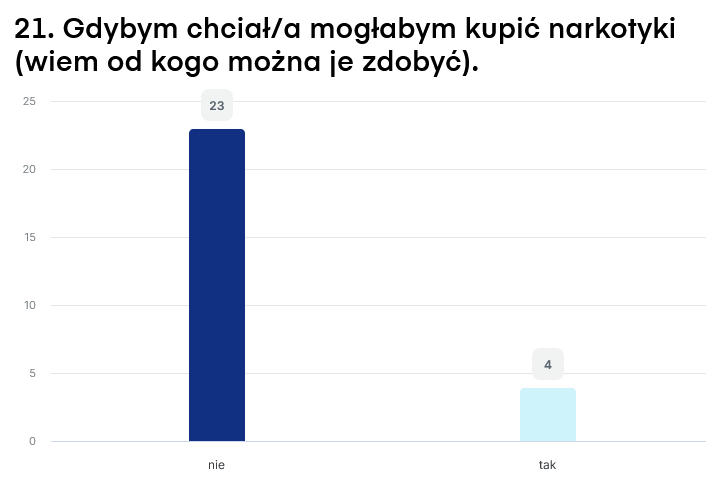 21. Gdybym chciał/a mogłabym kupić narkotyki
(wiem od kogo można je zdobyć).
25
23
20
15
10
5
4
0
nie
tak